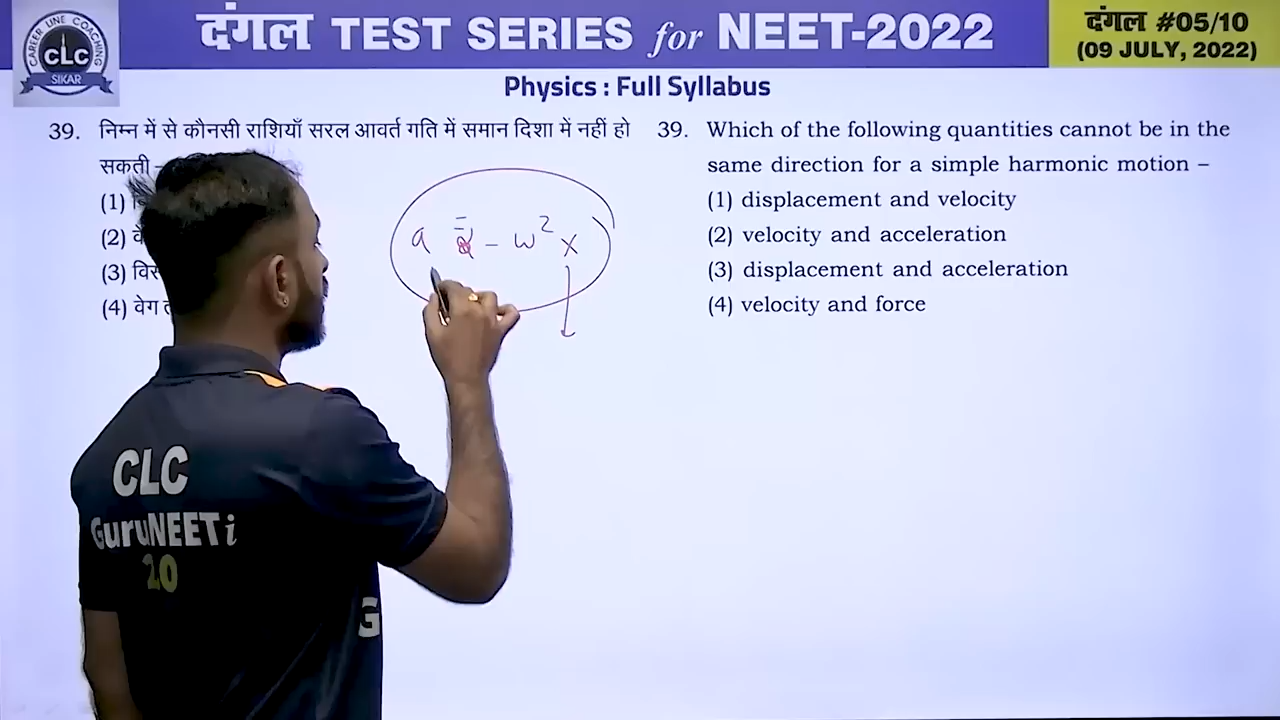 CAREER LINE COACHING
CLC
SIKAR
दंगल TEST SERIES for NEET-2022
दंगल #05/10
(09 JULY, 2022)
Physics : Full Syllabus
39. निम्न में से कौनसी राशियाँ सरल आवर्त गति में समान दिशा में नहीं हो
सकती
(1)
(2)
(3)
(4) वेग
a = - ω² x
39. Which of the following quantities cannot be in the
same direction for a simple harmonic motion –
(1) displacement and velocity
(2) velocity and acceleration
(3) displacement and acceleration
(4) velocity and force
CLC
GuruNEETi
2.0
G